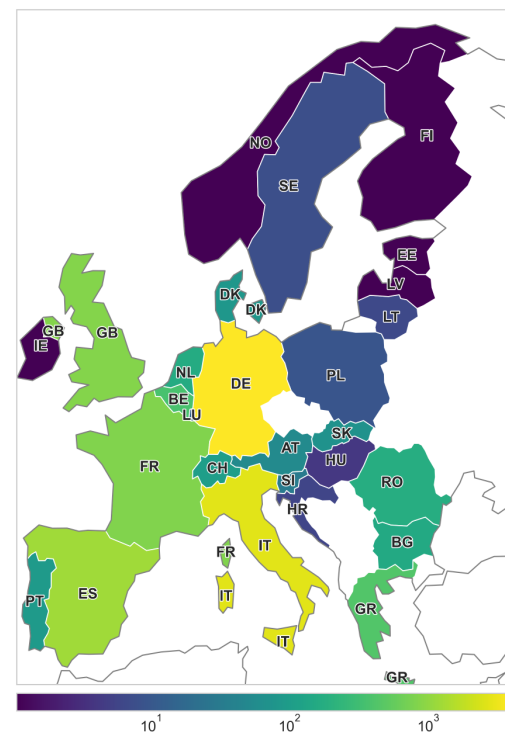 NO
FI
SE
EE
LV
DK
DK
LT
GB
GB
IE
NL
DE
PL
BE
LU
SK
AT
FR
CH
HU
SI
RO
HR
BG
IT
FR
ES
IT
PT
GR
IT
GR
10¹ 10² 10³